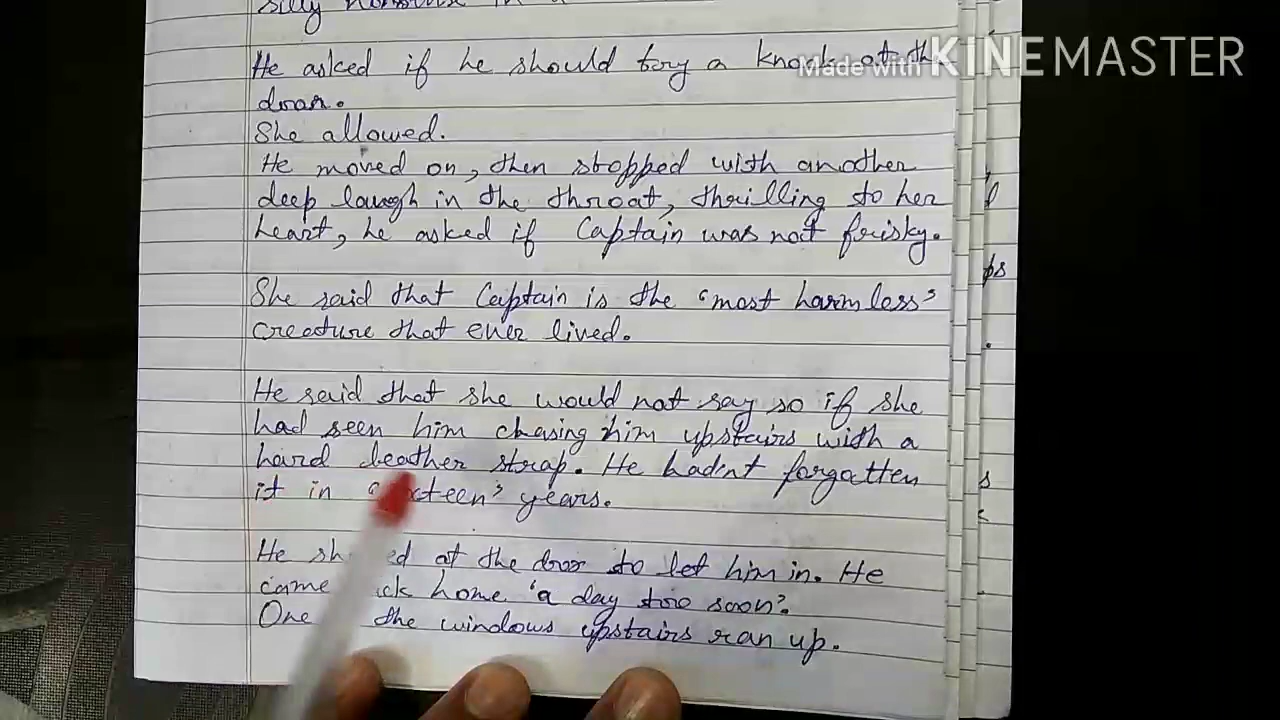 silly nonsense in a
He asked if he should try a knock at th
Made with KINEMASTER
door.
She allowed.
He moved on, then stopped with another
deep laugh in the throat, thrilling to her
heart, he asked if Captain was not frisky.
She said that Captain is the 'most harmless'
creature that ever lived.
He said that she would not say so if she
had seen him chasing him upstairs with a
hard leather strap. He hadn't forgotten
it in years.
He at the door to let him in. He
came home 'a day too soon'.
One the windows upstairs ran up.
ps
s